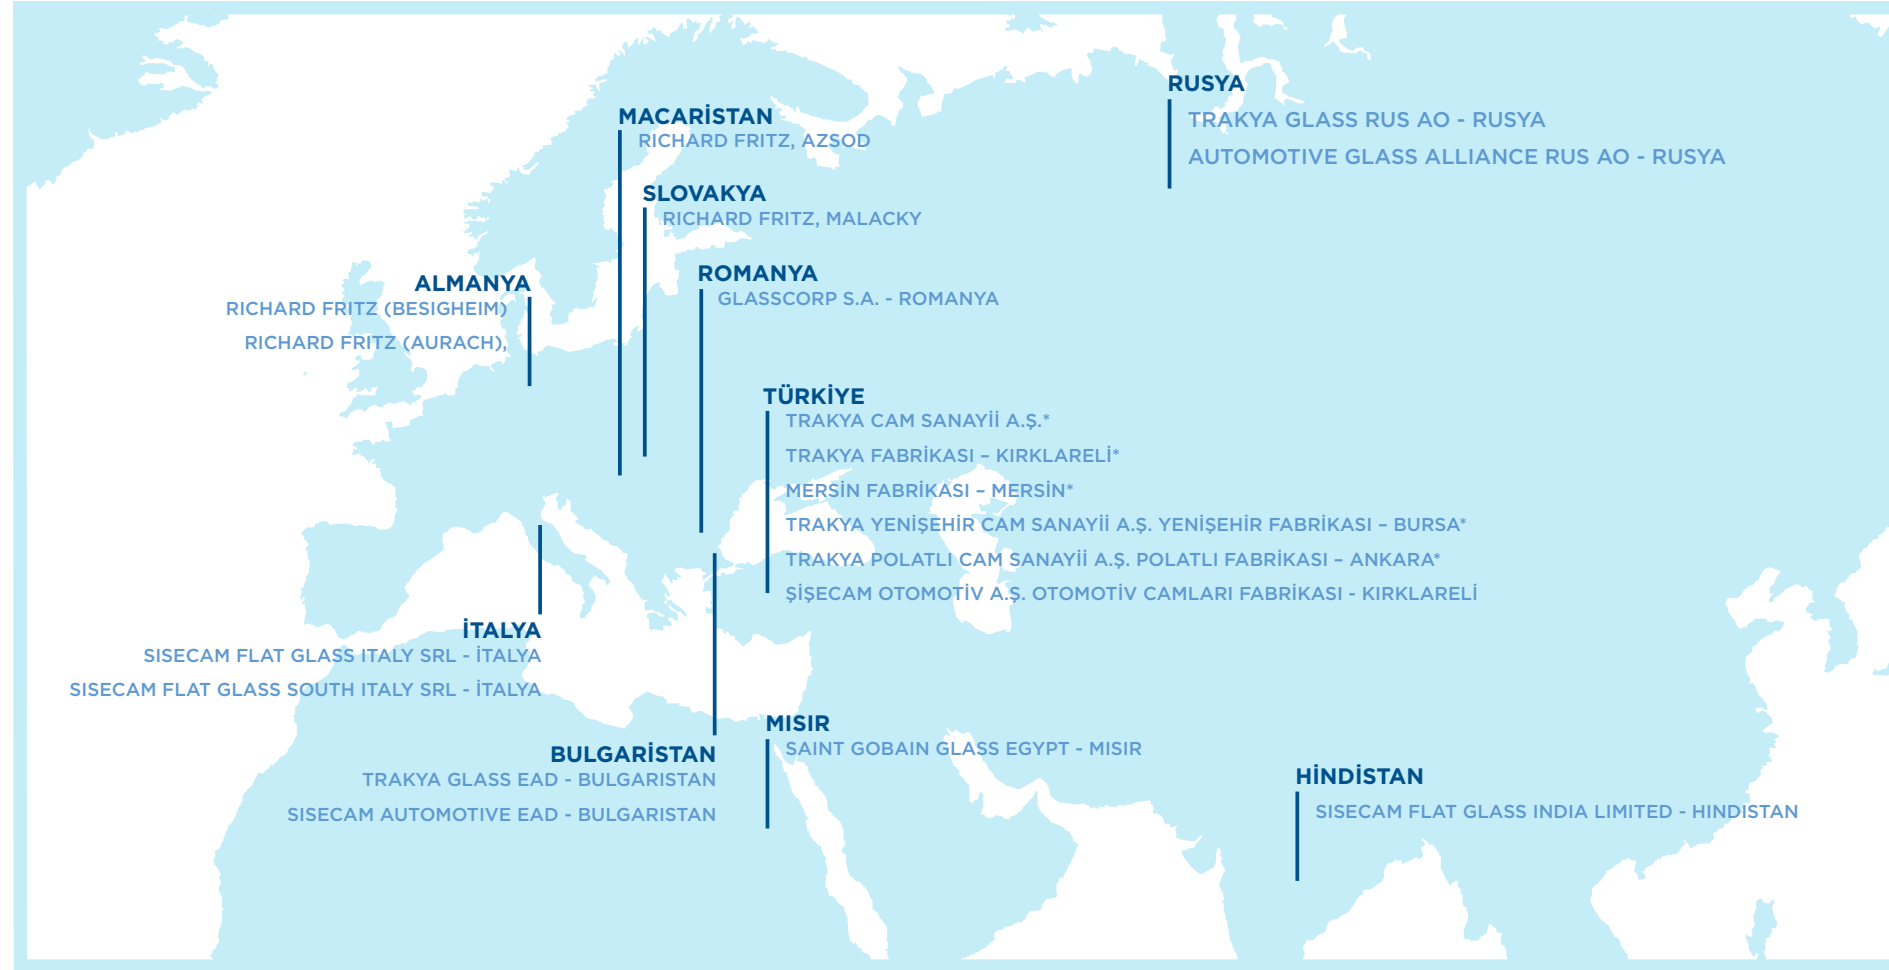 RUSYA
TRAKYA GLASS RUS AO - RUSYA
AUTOMOTIVE GLASS ALLIANCE RUS AO - RUSYA
MACARİSTAN
RICHARD FRITZ, AZSOD
SLOVAKYA
RICHARD FRITZ, MALACKY
ALMANYA
RICHARD FRITZ (BESIGHEIM)
RICHARD FRITZ (AURACH),
ROMANYA
GLASSCORP S.A. - ROMANYA
TÜRKİYE
TRAKYA CAM SANAYİİ A.Ş.*
TRAKYA FABRİKASI – KIRKLARELİ*
MERSİN FABRİKASI – MERSİN*
TRAKYA YENİŞEHİR CAM SANAYİİ A.Ş. YENİŞEHİR FABRİKASI – BURSA*
TRAKYA POLATLI CAM SANAYİİ A.Ş. POLATLI FABRİKASI – ANKARA*
ŞİŞECAM OTOMOTİV A.Ş. OTOMOTİV CAMLARI FABRİKASI - KIRKLARELİ
İTALYA
SISECAM FLAT GLASS ITALY SRL - İTALYA
SISECAM FLAT GLASS SOUTH ITALY SRL - İTALYA
BULGARİSTAN
TRAKYA GLASS EAD - BULGARISTAN
SISECAM AUTOMOTIVE EAD - BULGARISTAN
MISIR
SAINT GOBAIN GLASS EGYPT - MISIR
HİNDİSTAN
SISECAM FLAT GLASS INDIA LIMITED - HINDISTAN